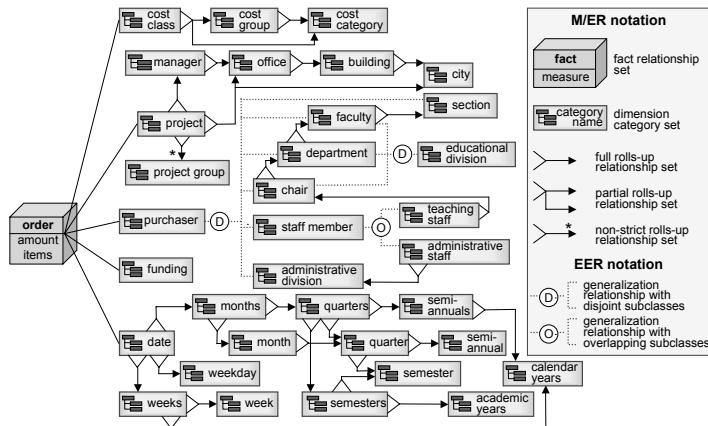 cost
class
cost
group
cost
category
manager
office
building
city
section
faculty
project
department
D
educational
division
*
project group
chair
order
amount
items
purchaser
D
staff member
O
teaching
staff
administrative
staff
funding
administrative
division
months
quarters
semi-
annuals
date
month
quarter
semi-
annual
weekday
semester
calendar
years
weeks
week
semesters
academic
years
M/ER notation
fact
measure
fact relationship
set
category
name
dimension
category set
full rolls-up
relationship set
partial rolls-up
relationship set
*
non-strict rolls-up
relationship set
EER notation
D
generalization
relationship with
disjoint subclasses
O
generalization
relationship with
overlapping subclasses